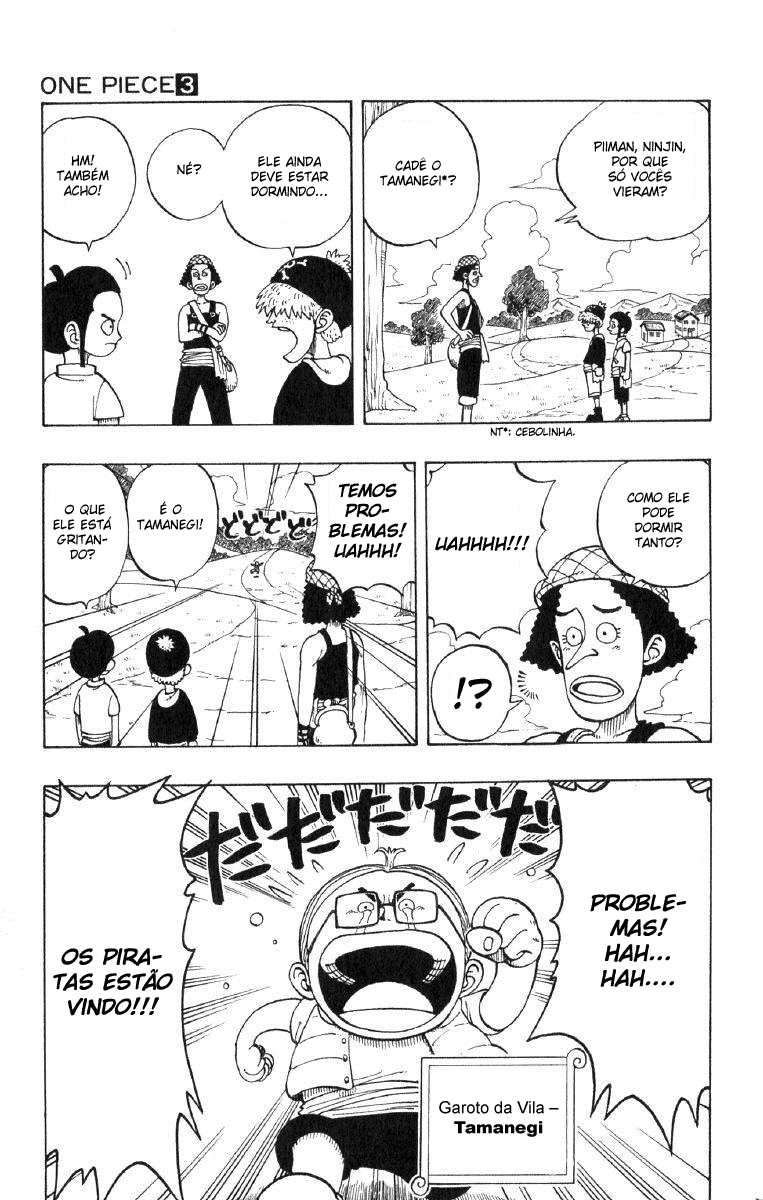 ONE PIECE 3
PIIMAN, NINJIN,
POR QUE
SÓ VOCÊS
VIERAM?
CADÊ O
TAMANEGI*?
NT*: CEBOLINHA.
ELE AINDA
DEVE ESTAR
DORMINDO...
NÉ?
HM!
TAMBÉM
ACHO!
COMO ELE
PODE
DORMIR
TANTO?
UAHHHH!!!
!?
TEMOS
PRO-
BLEMAS!
UAHHH!
どどどど
É O
TAMANEGI!
O QUE
ELE ESTÁ
GRITAN-
DO?
PROBLE-
MAS!
HAH...
HAH....
だだだだだ
OS PIRA-
TAS ESTÃO
VINDO!!!
Garoto da Vila –
Tamanegi